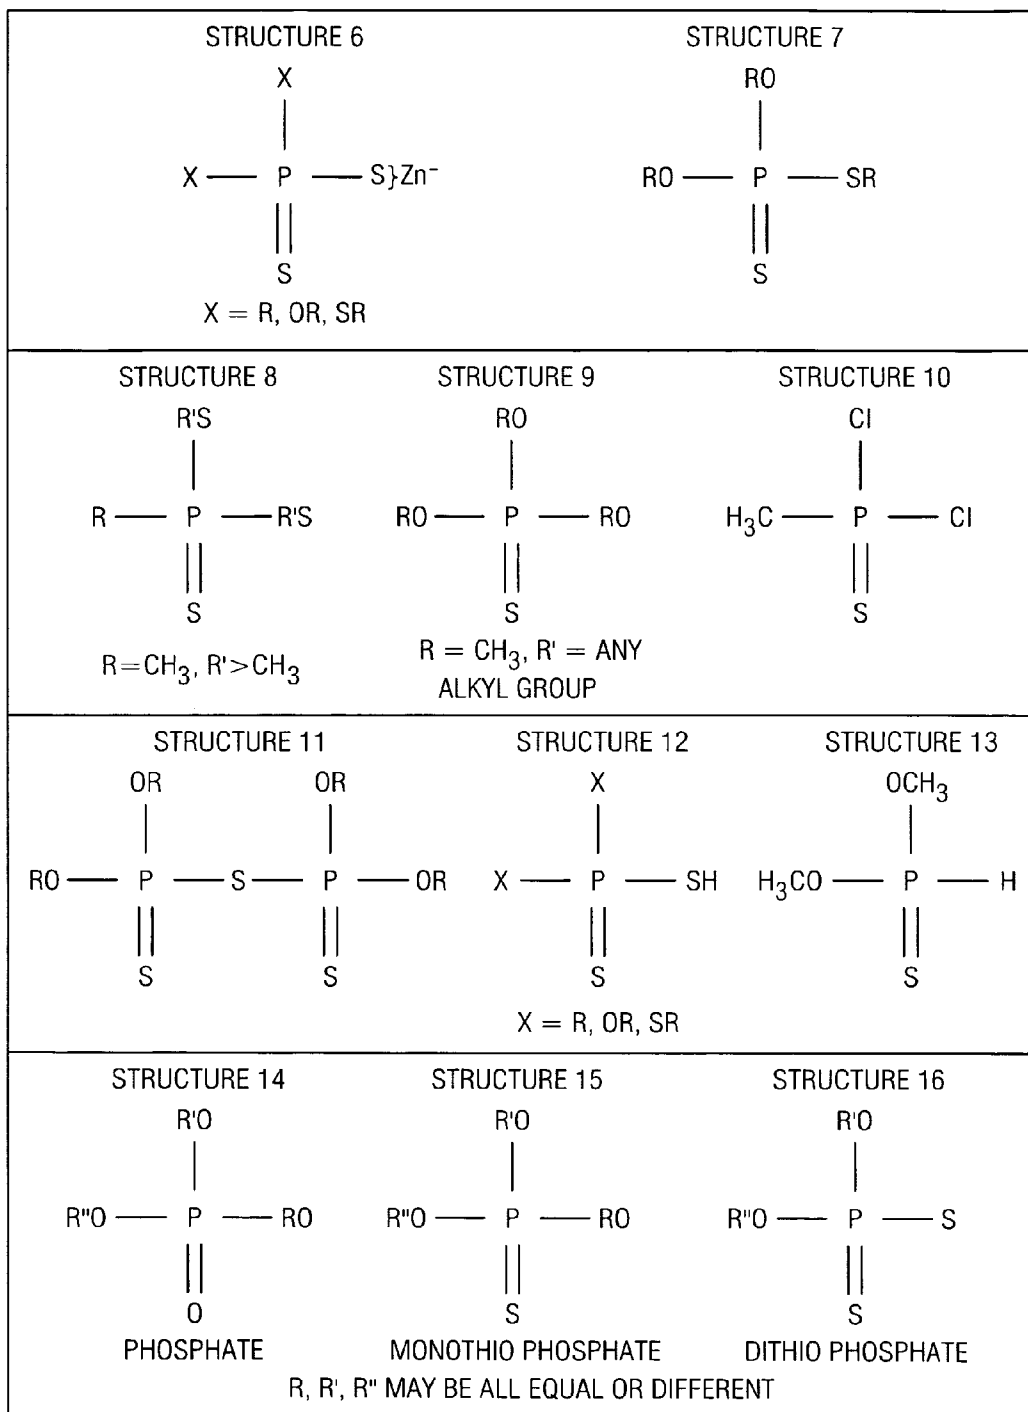 STRUCTURE 6 STRUCTURE 7
X RO
X P S}Zn⁻ RO P SR
S S
X = R, OR, SR
STRUCTURE 8 STRUCTURE 9 STRUCTURE 10
R'S RO Cl
R P R'S RO P RO H₃C P Cl
S S S
R=CH₃, R'>CH₃ R = CH₃, R' = ANY
ALKYL GROUP
STRUCTURE 11 STRUCTURE 12 STRUCTURE 13
OR OR X OCH₃
RO P S P OR X P SH H₃CO P H
S S S S
X = R, OR, SR
STRUCTURE 14 STRUCTURE 15 STRUCTURE 16
R'O R'O R'O
R"O P RO R"O P RO R"O P S
O S S
PHOSPHATE MONOTHIO PHOSPHATE DITHIO PHOSPHATE
R, R', R" MAY BE ALL EQUAL OR DIFFERENT